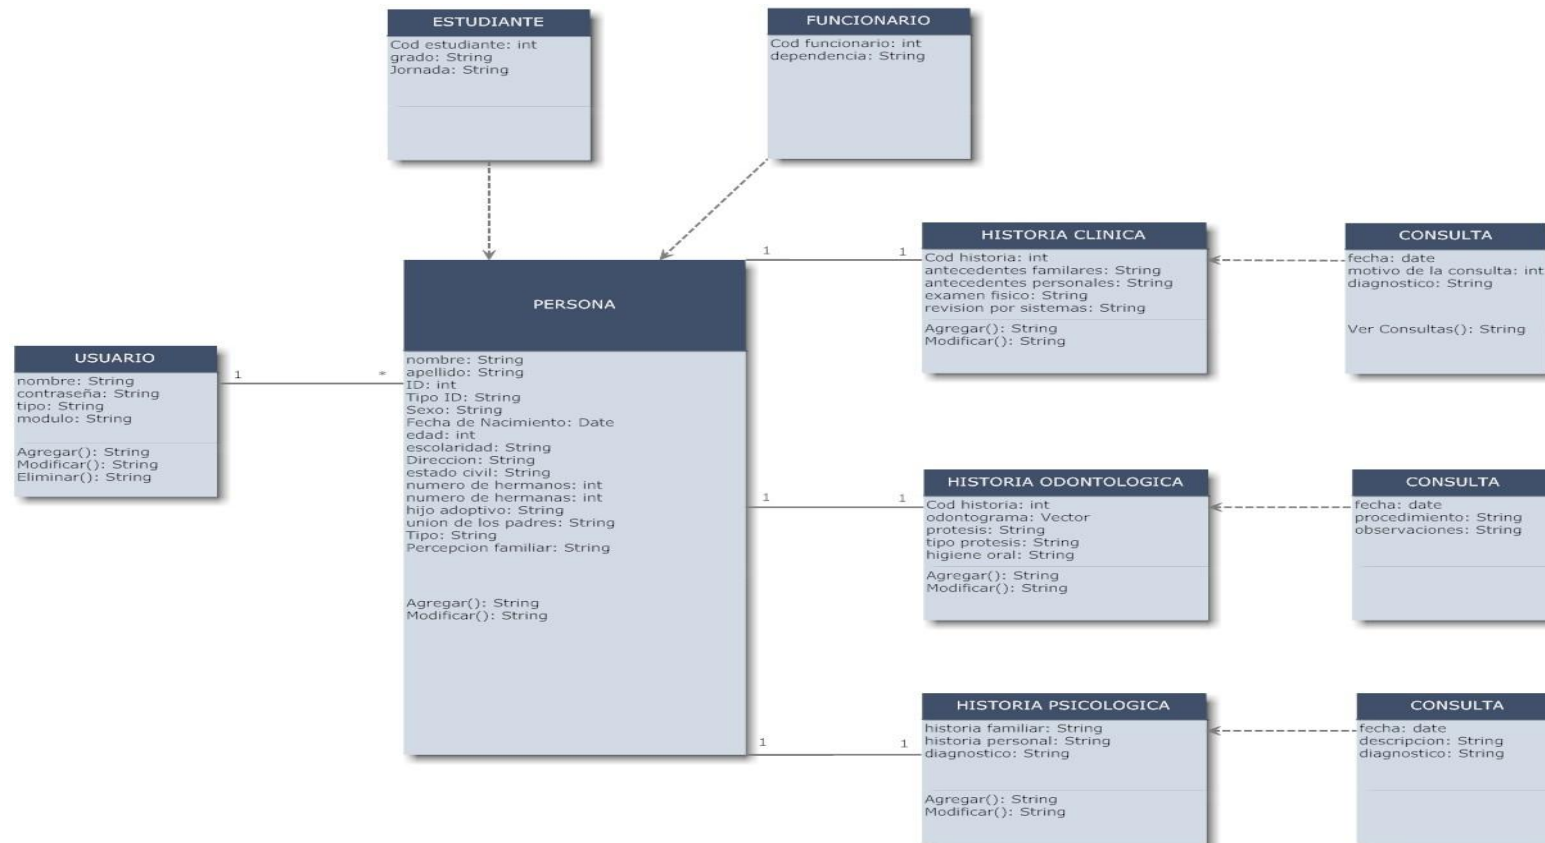 ESTUDIANTE
Cod estudiante: int
grado: String
Jornada: String
FUNCIONARIO
Cod funcionario: int
dependencia: String
USUARIO
nombre: String
contraseña: String
tipo: String
modulo: String
Agregar(): String
Modificar(): String
Eliminar(): String
1
*
PERSONA
nombre: String
apellido: String
ID: int
Tipo ID: String
Sexo: String
Fecha de Nacimiento: Date
edad: int
escolaridad: String
Direccion: String
estado civil: String
numero de hermanos: int
numero de hermanas: int
hijo adoptivo: String
union de los padres: String
Tipo: String
Percepcion familiar: String
Agregar(): String
Modificar(): String
1
1
HISTORIA CLINICA
Cod historia: int
antecedentes familares: String
antecedentes personales: String
examen fisico: String
revision por sistemas: String
Agregar(): String
Modificar(): String
CONSULTA
fecha: date
motivo de la consulta: int
diagnostico: String
Ver Consultas(): String
1
1
HISTORIA ODONTOLOGICA
Cod historia: int
odontograma: Vector
protesis: String
tipo protesis: String
higiene oral: String
Agregar(): String
Modificar(): String
CONSULTA
fecha: date
procedimiento: String
observaciones: String
1
1
HISTORIA PSICOLOGICA
historia familiar: String
historia personal: String
diagnostico: String
Agregar(): String
Modificar(): String
CONSULTA
fecha: date
descripcion: String
diagnostico: String